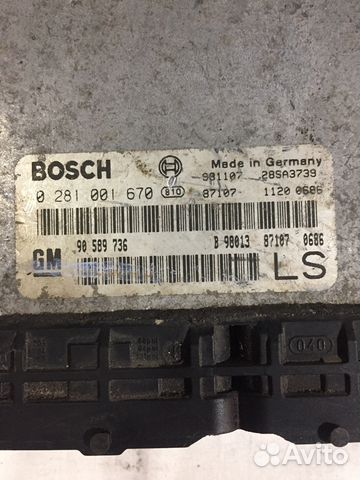 BOSCH Made in Germany
981107 28SA3739
0 281 001 670 810 87107 1120 0686
GM 90 589 736 B 98013 87107 0686
LS
040
Avito